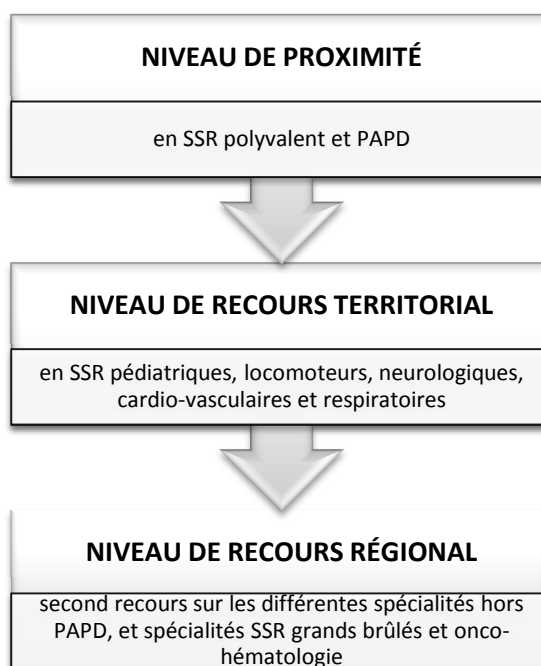 NIVEAU DE PROXIMITÉ
en SSR polyvalent et PAPD
NIVEAU DE RECOURS TERRITORIAL
en SSR pédiatriques, locomoteurs, neurologiques,
cardio-vasculaires et respiratoires
NIVEAU DE RECOURS RÉGIONAL
second recours sur les différentes spécialités hors
PAPD, et spécialités SSR grands brûlés et onco-
hématologie